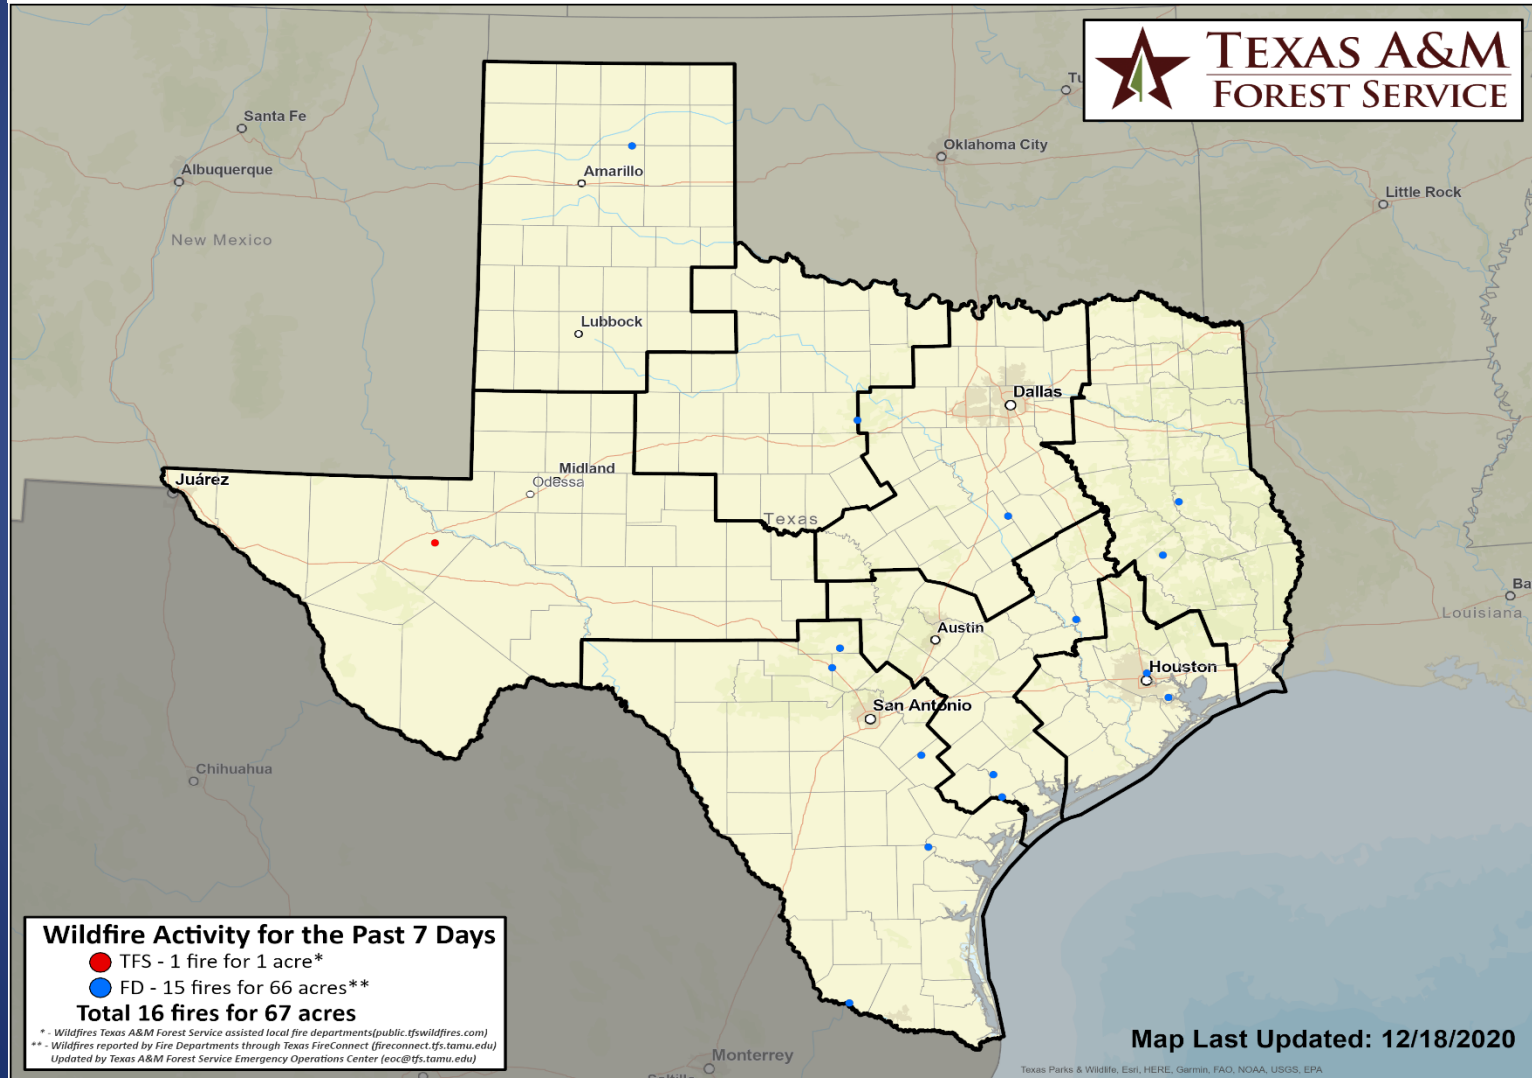 TEXAS A&M
FOREST SERVICE
Santa Fe
Albuquerque
New Mexico
Amarillo
Oklahoma City
Little Rock
Lubbock
Dallas
Juárez
Midland
Odessa
Texas
Austin
Houston
San Antonio
Louisiana
Chihuahua
Monterrey
Wildfire Activity for the Past 7 Days
TFS - 1 fire for 1 acre*
FD - 15 fires for 66 acres**
Total 16 fires for 67 acres
* - Wildfires Texas A&M Forest Service assisted local fire departments(public.tfswildfires.com)
** - Wildfires reported by Fire Departments through Texas FireConnect (fireconnect.tfs.tamu.edu)
Updated by Texas A&M Forest Service Emergency Operations Center (eoc@tfs.tamu.edu)
Map Last Updated: 12/18/2020
Texas Parks & Wildlife, Esri, HERE, Garmin, FAO, NOAA, USGS, EPA